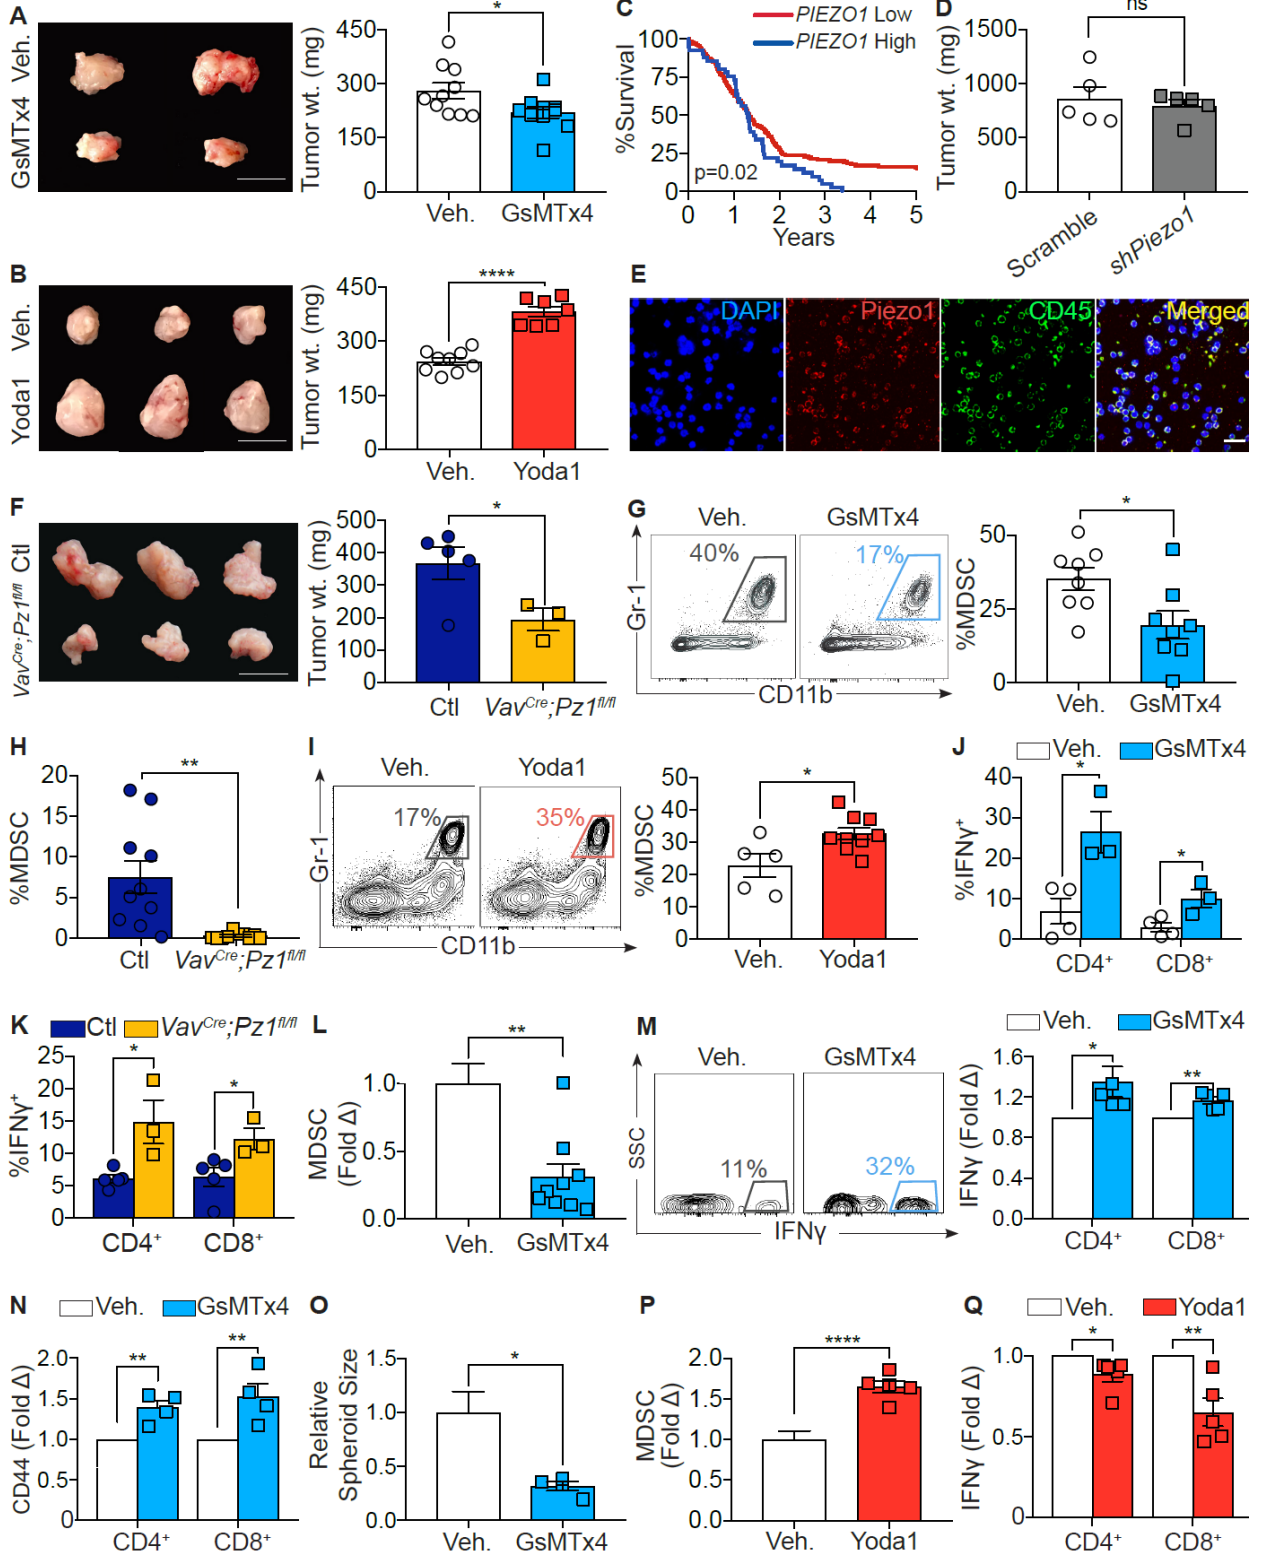 A
Veh.
GsMTx4
Tumor wt. (mg)
450
300
150
0
*
Veh.
GsMTx4
C
PIEZO1 Low
PIEZO1 High
%Survival
100
75
50
25
0
p=0.02
0 1 2 3 4 5
Years
D
ns
Tumor wt. (mg)
1500
1000
500
0
Scramble
shPiezo1
B
Veh.
Yoda1
Tumor wt. (mg)
450
300
150
0
****
Veh.
Yoda1
E
DAPI
Piezo1
CD45
Merged
F
Ctl
VavCre;Pz1fl/fl
Tumor wt. (mg)
500
400
300
200
100
0
*
Ctl
VavCre;Pz1fl/fl
G
Veh.
GsMTx4
40%
17%
Gr-1
CD11b
%MDSC
50
25
0
*
Veh.
GsMTx4
H
%MDSC
20
15
10
5
0
**
Ctl
VavCre;Pz1fl/fl
I
Veh.
Yoda1
17%
35%
Gr-1
CD11b
%MDSC
50
40
30
20
10
0
*
Veh.
Yoda1
J
Veh.
GsMTx4
%IFNγ+
40
30
20
10
0
*
*
CD4+
CD8+
K
Ctl
VavCre;Pz1fl/fl
%IFNγ+
25
20
15
10
5
0
*
*
CD4+
CD8+
L
MDSC
(Fold Δ)
1.0
0.5
0.0
**
Veh.
GsMTx4
M
Veh.
GsMTx4
11%
32%
SSC
IFNγ
Veh.
GsMTx4
IFNγ (Fold Δ)
1.6
1.2
0.8
0.4
0.0
*
**
CD4+
CD8+
N
Veh.
GsMTx4
CD44 (Fold Δ)
2.0
1.5
1.0
0.5
0
**
**
CD4+
CD8+
O
Relative
Spheroid Size
1.5
1.0
0.5
0.0
*
Veh.
GsMTx4
P
MDSC
(Fold Δ)
2.0
1.5
1.0
0.5
0.0
****
Veh.
Yoda1
Q
Veh.
Yoda1
IFNγ (Fold Δ)
1.0
0.5
0
*
**
CD4+
CD8+